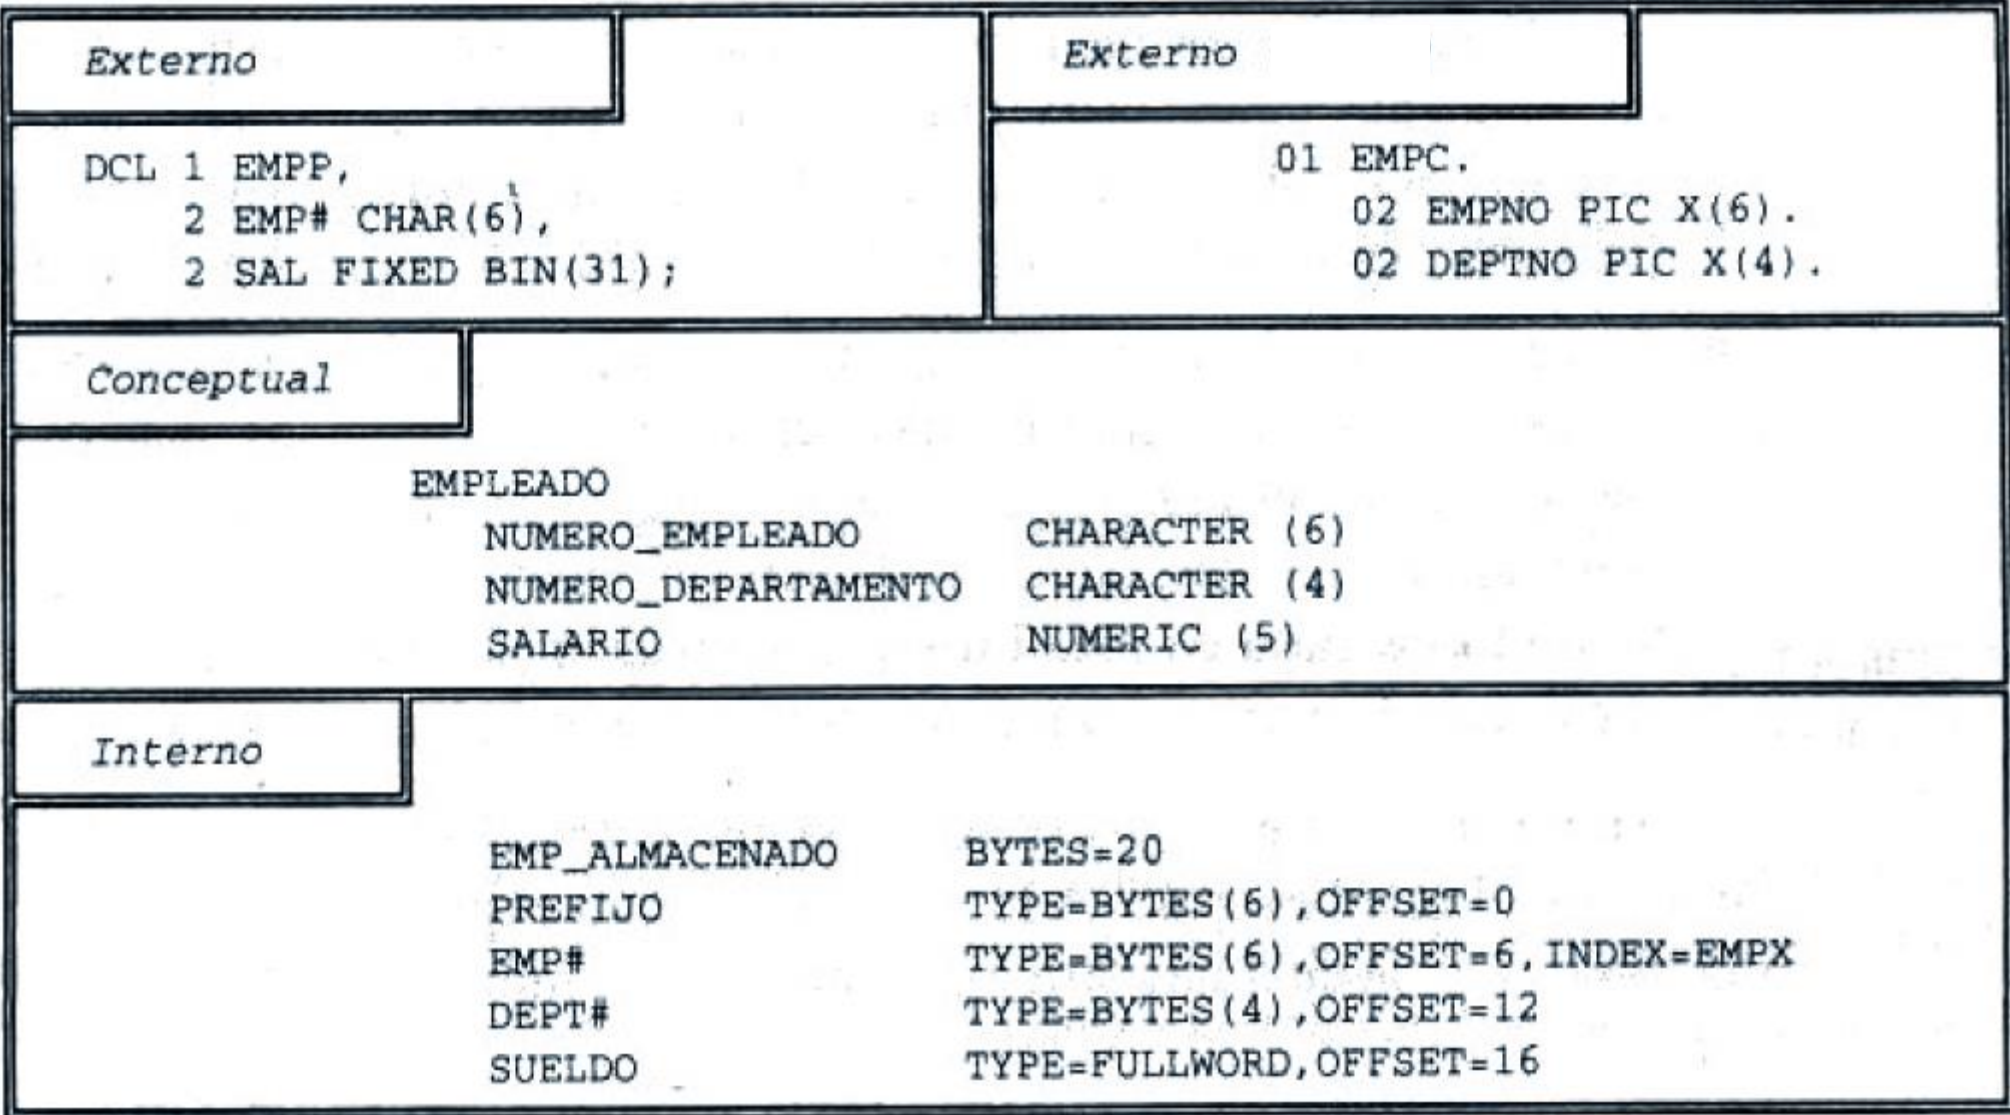 Externo
DCL 1 EMPP,
2 EMP# CHAR(6),
2 SAL FIXED BIN(31);
Externo
01 EMPC.
02 EMPNO PIC X(6).
02 DEPTNO PIC X(4).
Conceptual
EMPLEADO
NUMERO_EMPLEADO CHARACTER (6)
NUMERO_DEPARTAMENTO CHARACTER (4)
SALARIO NUMERIC (5)
Interno
EMP_ALMACENADO BYTES=20
PREFIJO TYPE=BYTES(6),OFFSET=0
EMP# TYPE=BYTES(6),OFFSET=6,INDEX=EMPX
DEPT# TYPE=BYTES(4),OFFSET=12
SUELDO TYPE=FULLWORD,OFFSET=16